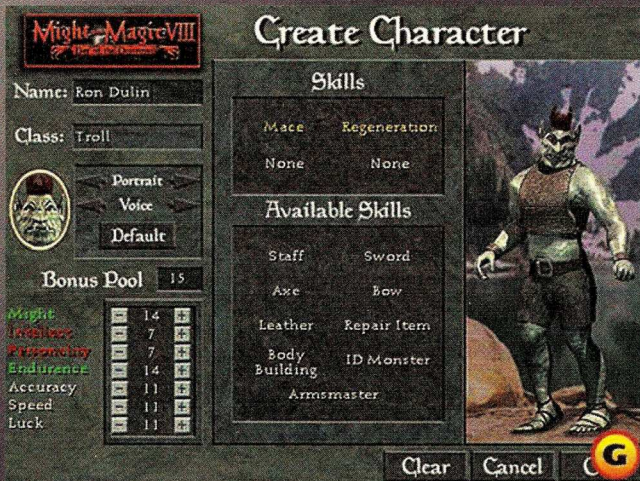 Might and Magic VIII
Create Character
Name: Ron Dulin
Class: Troll
Portrait
Voice
Default
Bonus Pool 15
Might - 14 +
Intellect - 7 +
Personality - 7 +
Endurance - 14 +
Accuracy - 11 +
Speed - 11 +
Luck - 11 +
Skills
Mace Regeneration
None None
Available Skills
Staff Sword
Axe Bow
Leather Repair Item
Body Building ID Monster
Armsmaster
Clear Cancel
G